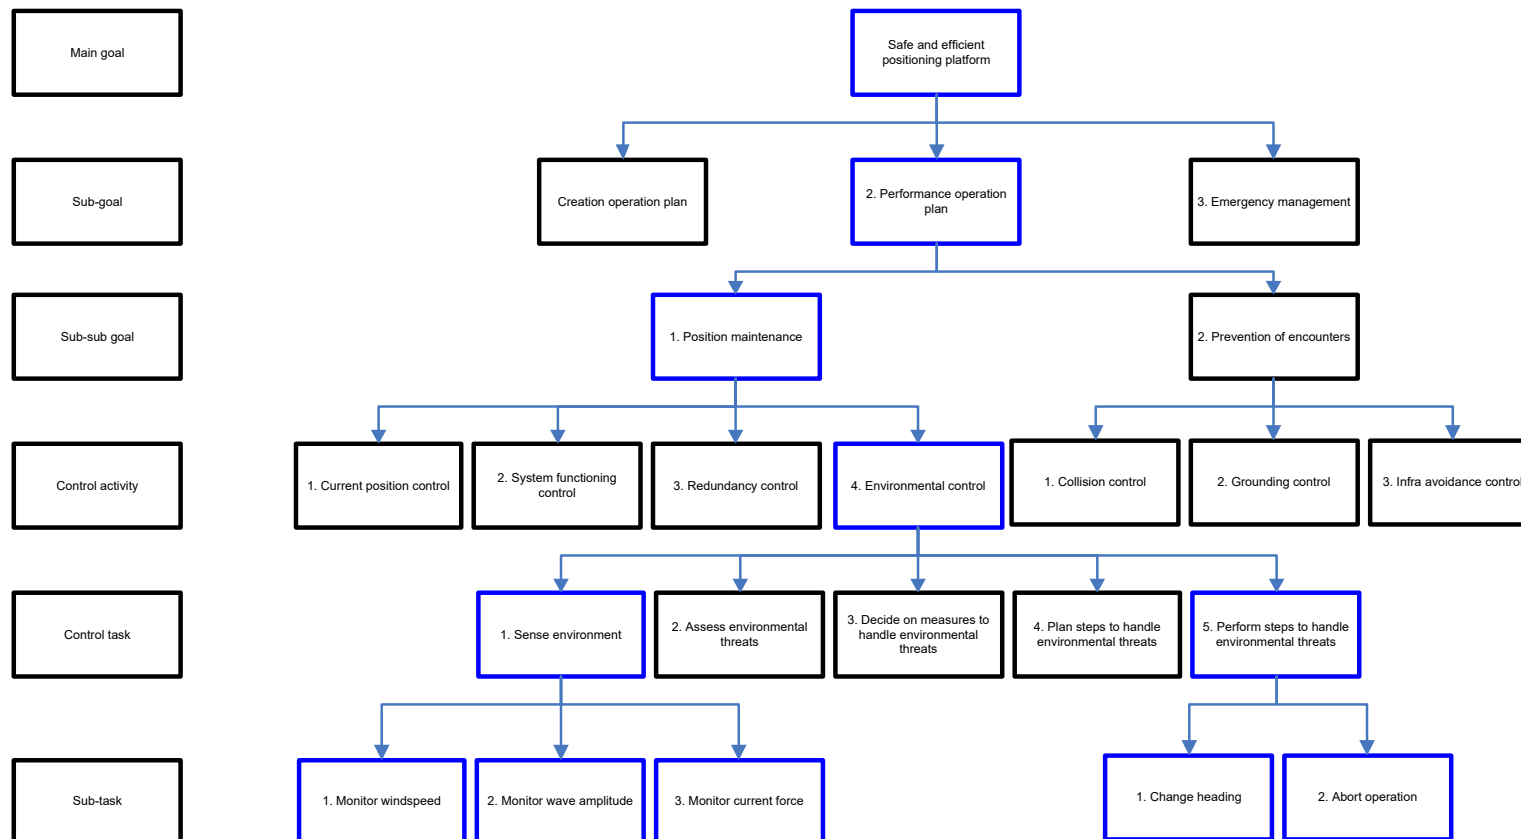 Main goal
Safe and efficient
positioning platform
Sub-goal
Creation operation plan
2. Performance operation
plan
3. Emergency management
Sub-sub goal
1. Position maintenance
2. Prevention of encounters
Control activity
1. Current position control
2. System functioning
control
3. Redundancy control
4. Environmental control
1. Collision control
2. Grounding control
3. Infra avoidance control
Control task
1. Sense environment
2. Assess environmental
threats
3. Decide on measures to
handle environmental
threats
4. Plan steps to handle
environmental threats
5. Perform steps to handle
environmental threats
Sub-task
1. Monitor windspeed
2. Monitor wave amplitude
3. Monitor current force
1. Change heading
2. Abort operation